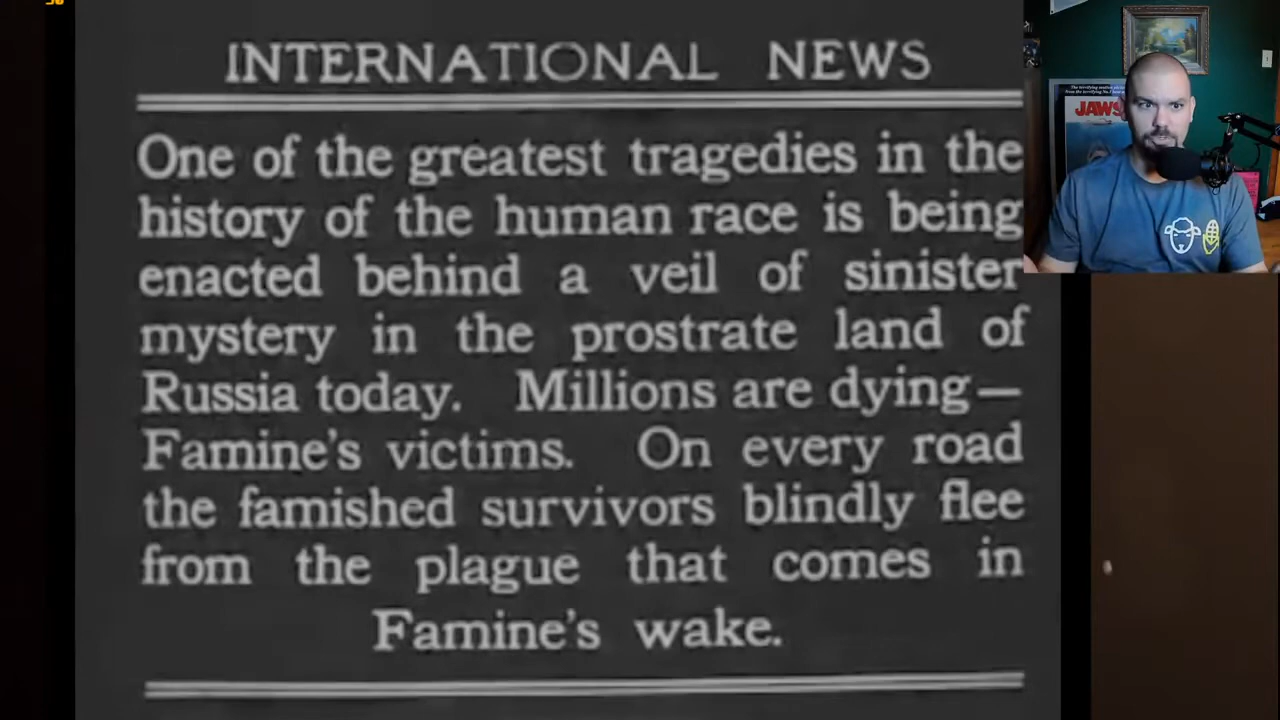 INTERNATIONAL NEWS
One of the greatest tragedies in the
history of the human race is being
enacted behind a veil of sinister
mystery in the prostrate land of
Russia today. Millions are dying—
Famine's victims. On every road
the famished survivors blindly flee
from the plague that comes in
Famine's wake.
JAWS